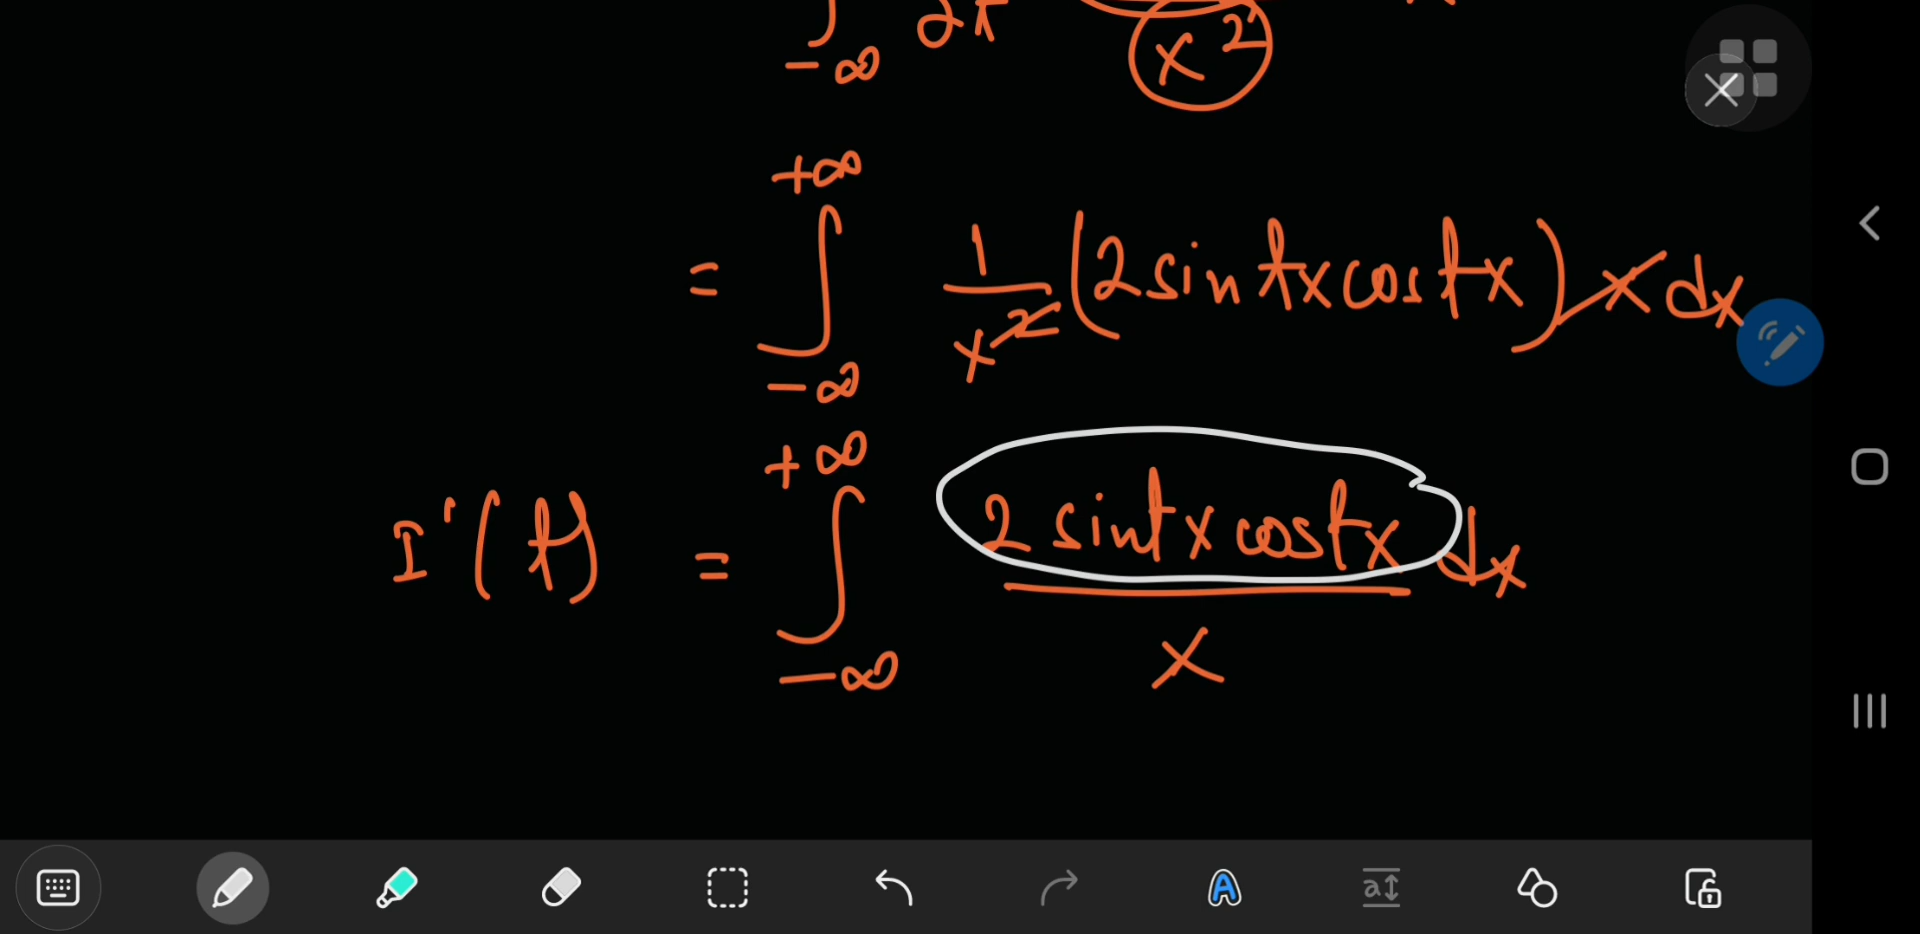 ∫_{-∞} ∂t x²
= ∫_{-∞}^{+∞} 1/x² (2 sin tx cos tx) x dx
I'(t) = ∫_{-∞}^{+∞} 2 sin tx cos tx / x dx